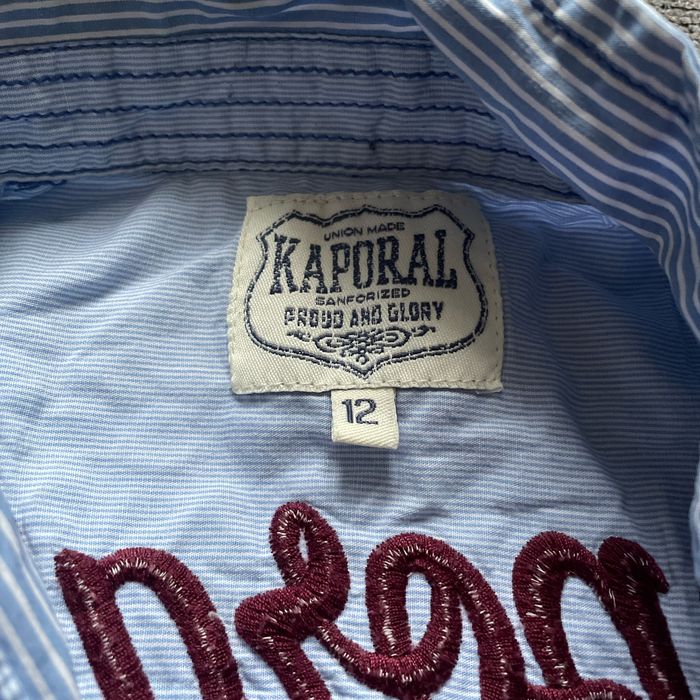 UNION MADE
KAPORAL
SANFORIZED
PROUD AND GLORY
12